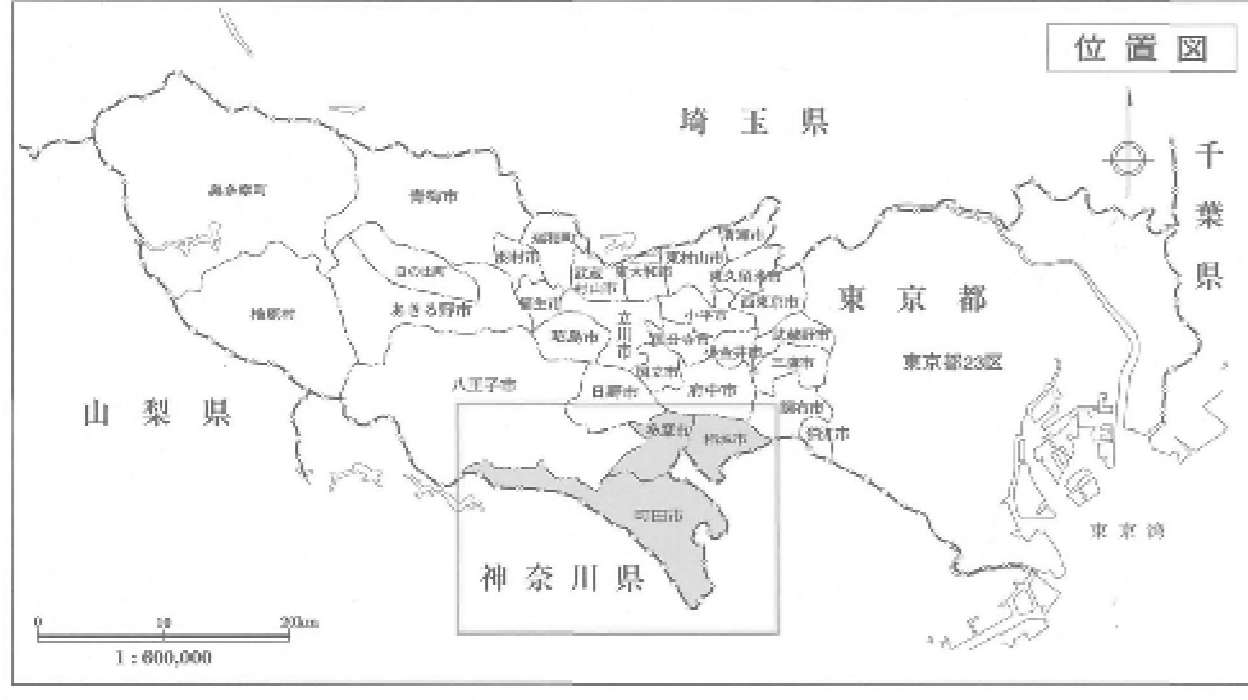 位置図
埼玉県
千葉県
奥多摩町
青梅市
清瀬市
瑞穂町
羽村市
東村山市
武蔵
村山市
東大和市
東久留米市
日の出町
西東京市
東京都
檜原村
あきる野市
福生市
小平市
立川市
昭島市
国分寺市
小金井市
武蔵野市
三鷹市
東京都23区
国立市
八王子市
日野市
府中市
山梨県
調布市
多摩市
稲城市
狛江市
町田市
東京湾
神奈川県
0 10 20km
1:600,000